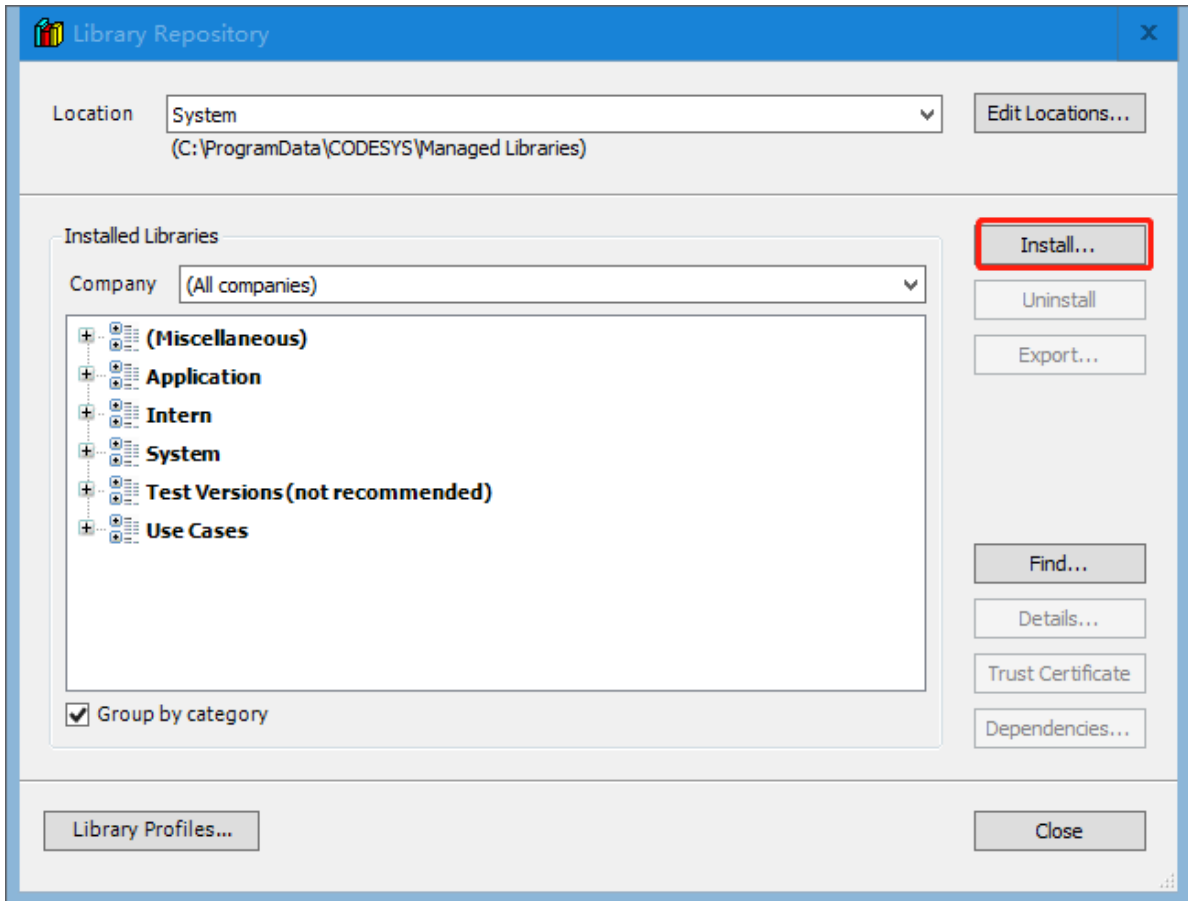 Library Repository
Location System Edit Locations...
(C:\ProgramData\CODESYS\Managed Libraries)
Installed Libraries
Install...
Company (All companies)
Uninstall
(Miscellaneous)
Export...
Application
Intern
System
Test Versions(not recommended)
Use Cases
Find...
Details...
Trust Certificate
Group by category
Dependencies...
Library Profiles... Close